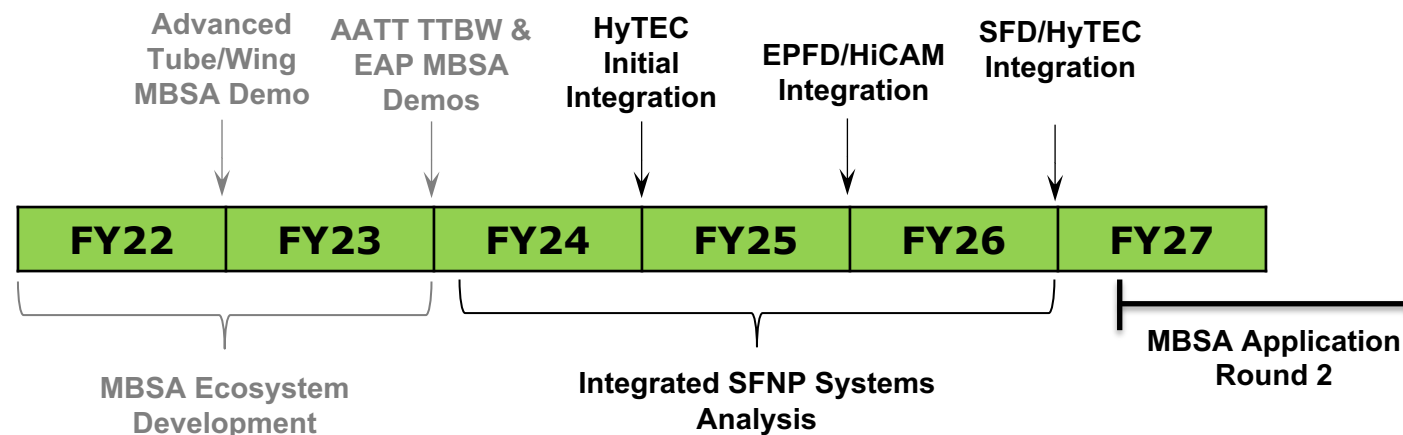 Advanced
Tube/Wing
MBSA Demo
AATT TTBW &
EAP MBSA
Demos
HyTEC
Initial
Integration
EPFD/HiCAM
Integration
SFD/HyTEC
Integration
FY22
FY23
FY24
FY25
FY26
FY27
MBSA Ecosystem
Development
Integrated SFNP Systems
Analysis
MBSA Application
Round 2